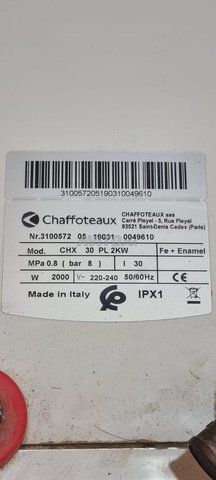 310057205190310049610
Chaffoteaux
CHAFFOTEAUX sas
Carré Pleyel - 5, Rue Pleyel
93521 Saint-Denis Cedex (Paris)
Nr.3100572 05 19031 0049610
Mod. CHX 30 PL 2KW Fe + Enamel
MPa 0.8 ( bar 8 ) l 30
W 2000 V~ 220-240 50/60Hz CE
Made in Italy IPX1